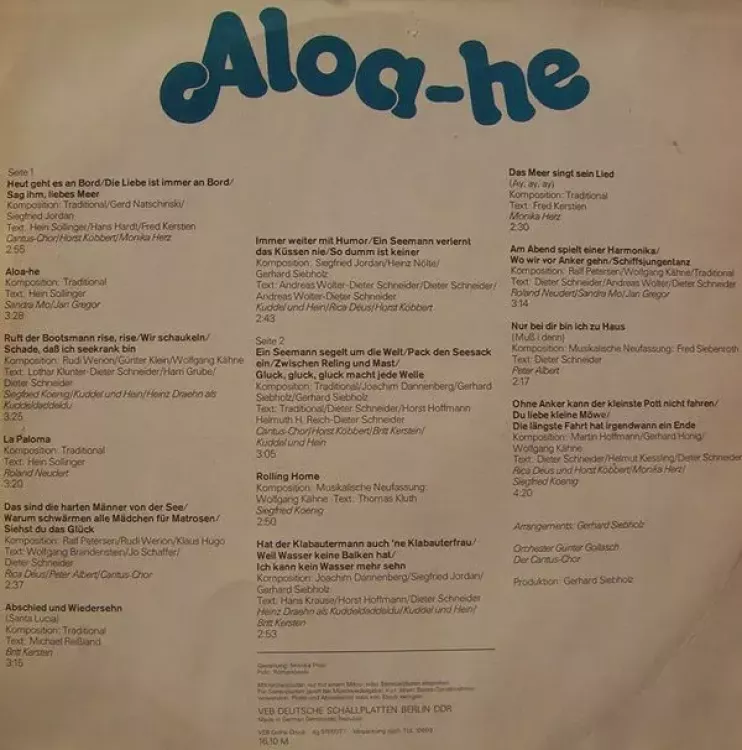 Aloa-he
Seite 1
Heut geht es an Bord/Die Liebe ist immer an Bord/
Sag ihm, liebes Meer
Komposition: Traditional/Gerd Natschinski/
Siegfried Jordan
Text: Hein Sollinger/Hans Hardt/Fred Kerstien
Cantus-Chor/Horst Köbbert/Monika Herz
2:55
Aloa-he
Komposition: Traditional
Text: Hein Sollinger
Sandra Mo/Jan Gregor
3:28
Ruft der Bootsmann rise, rise/Wir schaukeln/
Schade, daß ich seekrank bin
Komposition: Rudi Werion/Günter Klein/Wolfgang Kähne
Text: Lothar Klunter-Dieter Schneider/Ham Grube/
Dieter Schneider
Siegfried Koenig/Kuddel und Hein/Heinz Draehn als
Kuddeldaddeldu
3:25
La Paloma
Komposition: Traditional
Text: Hein Sollinger
Roland Neudert
3:20
Das sind die harten Männer von der See/
Warum schwärmen alle Mädchen für Matrosen/
Siehst du das Glück
Komposition: Ralf Petersen/Rudi Werion/Klaus Hugo
Text: Wolfgang Brandenstein/Jo Schaffer/
Dieter Schneider
Rica Déus/Peter Albert/Cantus-Chor
2:37
Abschied und Wiedersehn
(Santa Lucia)
Komposition: Traditional
Text: Michael Reißland
Britt Kersten
3:15
Immer weiter mit Humor/Ein Seemann verlernt
das Küssen nie/So dumm ist keiner
Komposition: Siegfried Jordan/Heinz Nölte/
Gerhard Siebholz
Text: Andreas Wolter-Dieter Schneider/Dieter Schneider/
Andreas Wolter-Dieter Schneider
Kuddel und Hein/Rica Déus/Horst Köbbert
2:43
Seite 2
Ein Seemann segelt um die Welt/Pack den Seesack
ein/Zwischen Reling und Mast/
Gluck, gluck, gluck macht jede Welle
Komposition: Traditional/Joachim Dannenberg/Gerhard
Siebholz/Gerhard Siebholz
Text: Traditional/Dieter Schneider/Horst Hoffmann
Helmuth H. Reich-Dieter Schneider
Cantus-Chor/Horst Köbbert/Britt Kersten/
Kuddel und Hein
3:05
Rolling Home
Komposition: Musikalische Neufassung:
Wolfgang Kähne Text: Thomas Kluth
Siegfried Koenig
2:50
Hat der Klabautermann auch 'ne Klabauterfrau/
Weil Wasser keine Balken hat/
Ich kann kein Wasser mehr sehn
Komposition: Joachim Dannenberg/Siegfried Jordan/
Gerhard Siebholz
Text: Hans Krause/Horst Hoffmann/Dieter Schneider
Heinz Draehn als Kuddeldaddeldu/Kuddel und Hein/
Britt Kersten
2:53
VEB DEUTSCHE SCHALLPLATTEN BERLIN DDR
Made in German Democratic Republic
16,10 M
Das Meer singt sein Lied
(Ay, ay, ay)
Komposition: Traditional
Text: Fred Kerstien
Monika Herz
2:30
Am Abend spielt einer Harmonika/
Wo wir vor Anker gehn/Schiffsjungentanz
Komposition: Ralf Petersen/Wolfgang Kähne/Traditional
Text: Dieter Schneider/Andreas Wolter/Dieter Schneider
Roland Neudert/Sandra Mo/Jan Gregor
3:14
Nur bei dir bin ich zu Haus
(Muß i denn)
Komposition: Musikalische Neufassung: Fred Siebenroth
Text: Dieter Schneider
Peter Albert
2:17
Ohne Anker kann der kleinste Pott nicht fahren/
Du liebe kleine Möwe/
Die längste Fahrt hat irgendwann ein Ende
Komposition: Martin Hoffmann/Gerhard Honig/
Wolfgang Kähne
Text: Dieter Schneider/Helmut Kiessling/Dieter Schneider
Rica Déus und Horst Köbbert/Monika Herz/
Siegfried Koenig
4:20
Arrangements: Gerhard Siebholz
Orchester Günter Gollasch
Der Cantus-Chor
Produktion: Gerhard Siebholz